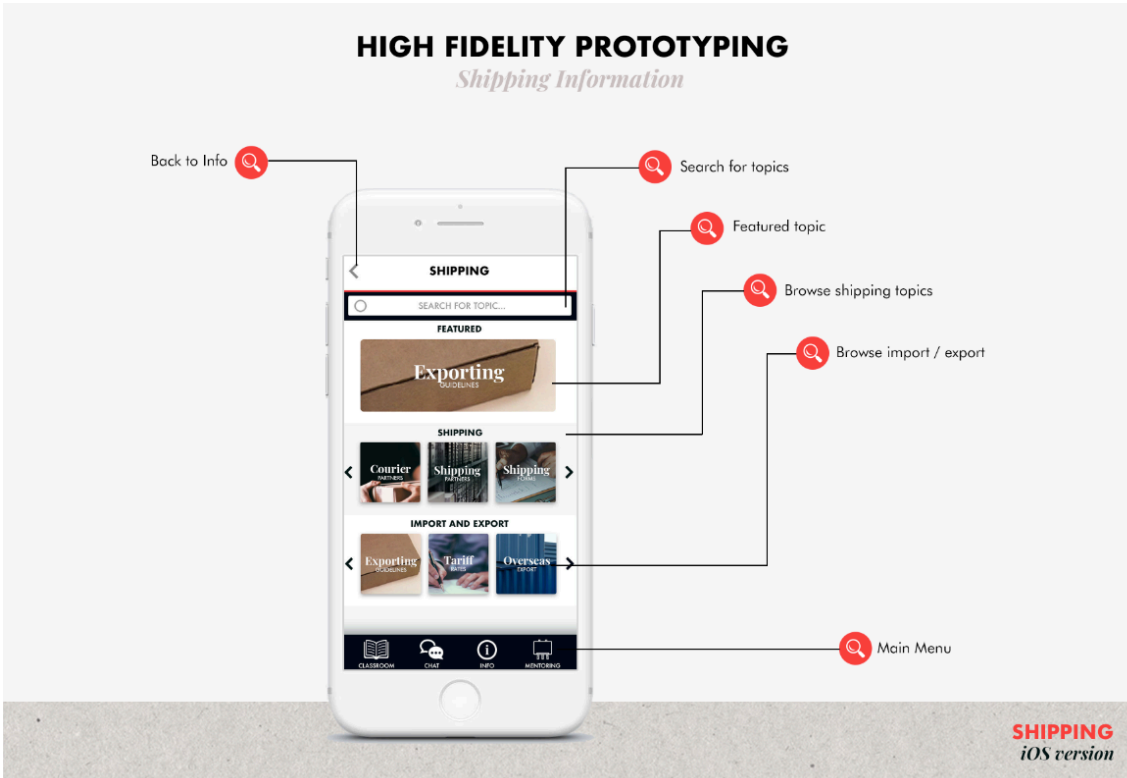 HIGH FIDELITY PROTOTYPING
Shipping Information
Back to Info
Search for topics
Featured topic
Browse shipping topics
Browse import / export
SHIPPING
SEARCH FOR TOPIC...
FEATURED
Exporting
GUIDELINES
SHIPPING
Courier
PARTNERS
Shipping
PARTNERS
Shipping
FORMS
IMPORT AND EXPORT
Exporting
GUIDELINES
Tariff
RATES
Overseas
EXPORT
CLASSROOM
CHAT
INFO
MENTORING
Main Menu
SHIPPING
iOS version